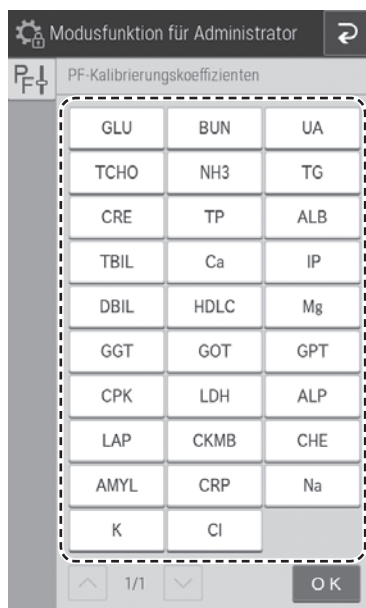 Modusfunktion für Administrator
PF PF-Kalibrierungskoeffizienten
GLU BUN UA
TCHO NH3 TG
CRE TP ALB
TBIL Ca IP
DBIL HDLC Mg
GGT GOT GPT
CPK LDH ALP
LAP CKMB CHE
AMYL CRP Na
K Cl
1/1 OK